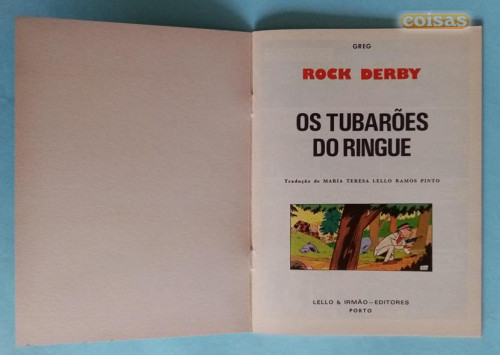 coisas
GREG
ROCK DERBY
OS TUBARÕES
DO RINGUE
Tradução de MARIA TERESA LELLO RAMOS PINTO
LELLO & IRMÃO—EDITORES
PORTO